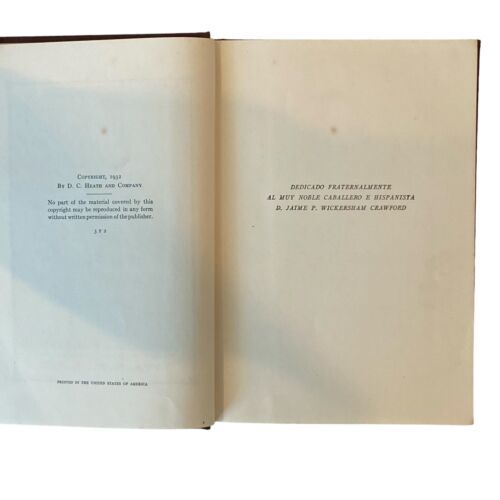 COPYRIGHT, 1932
BY D. C. HEATH AND COMPANY
No part of the material covered by this
copyright may be reproduced in any form
without written permission of the publisher.
3 F 2
PRINTED IN THE UNITED STATES OF AMERICA
DEDICADO FRATERNALMENTE
AL MUY NOBLE CABALLERO E HISPANISTA
D. JAIME P. WICKERSHAM CRAWFORD